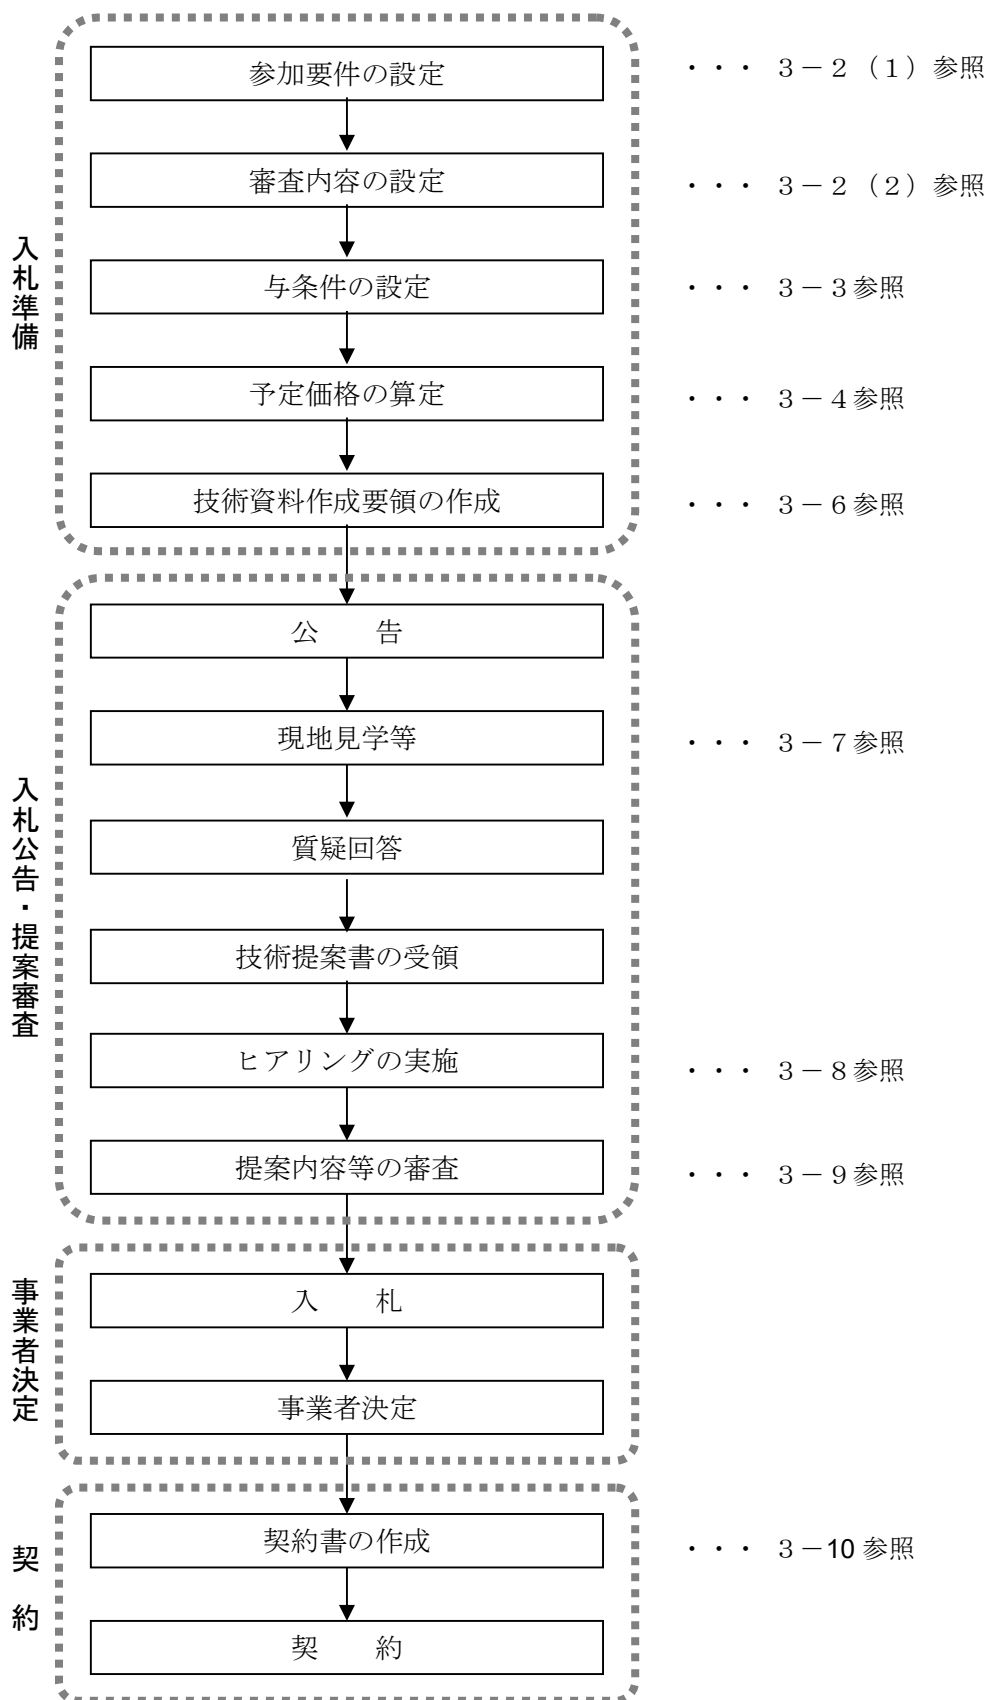 入札準備
参加要件の設定 ・・・ ３－２（１）参照
審査内容の設定 ・・・ ３－２（２）参照
与条件の設定 ・・・ ３－３参照
予定価格の算定 ・・・ ３－４参照
技術資料作成要領の作成 ・・・ ３－６参照
入札公告・提案審査
公　　告
現地見学等 ・・・ ３－７参照
質疑回答
技術提案書の受領
ヒアリングの実施 ・・・ ３－８参照
提案内容等の審査 ・・・ ３－９参照
事業者決定
入　　札
事業者決定
契　約
契約書の作成 ・・・ ３－10 参照
契　　約